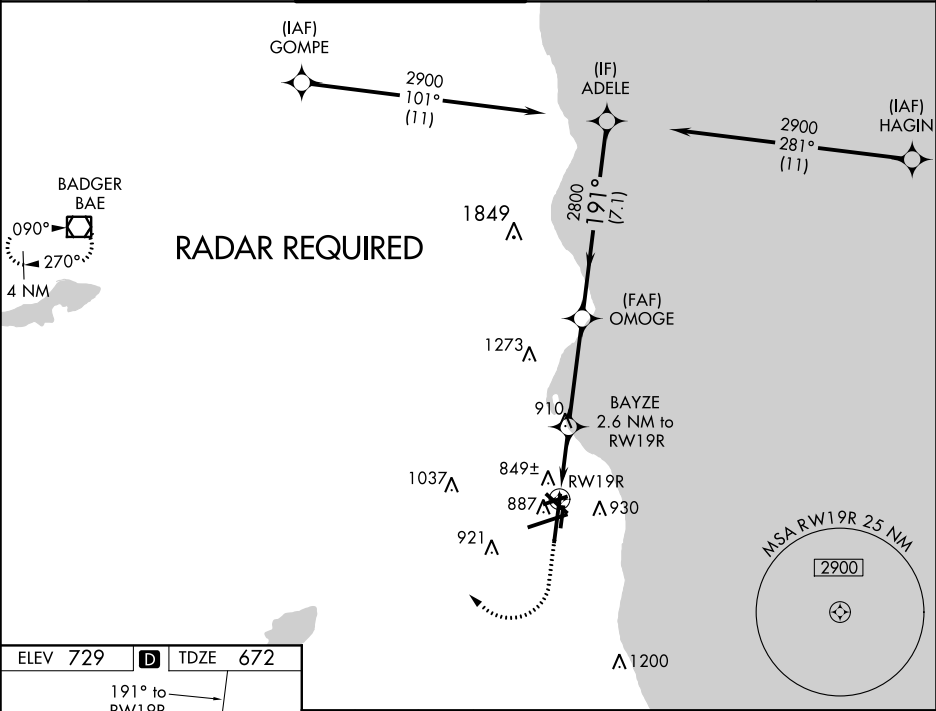 (IAF)
GOMPE
2900
101°
(11)
(IF)
ADELE
2900
281°
(11)
(IAF)
HAGIN
BADGER
BAE
090°
270°
4 NM
RADAR REQUIRED
1849
2800
191°
(7.1)
(FAF)
OMOGE
1273
910
BAYZE
2.6 NM to
RW19R
849±
RW19R
1037
887
930
921
MSA RW19R 25 NM
2900
1200
ELEV 729 D TDZE 672
191° to
RW19R